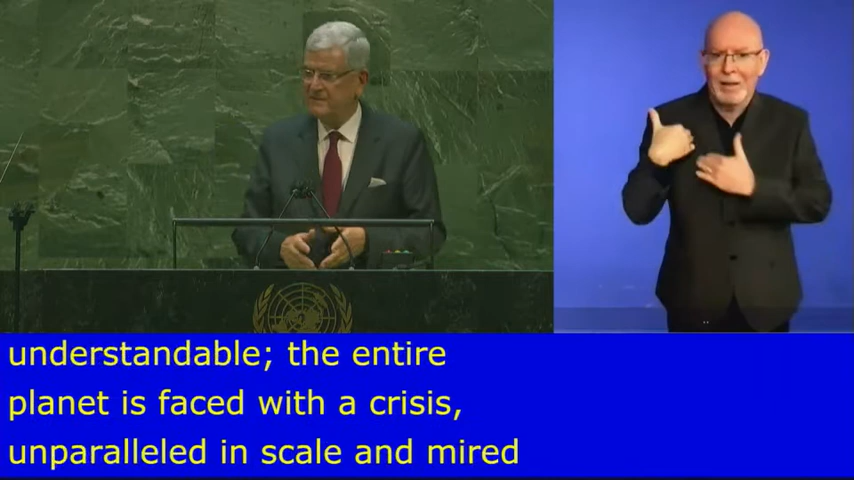 understandable; the entire
planet is faced with a crisis,
unparalleled in scale and mired